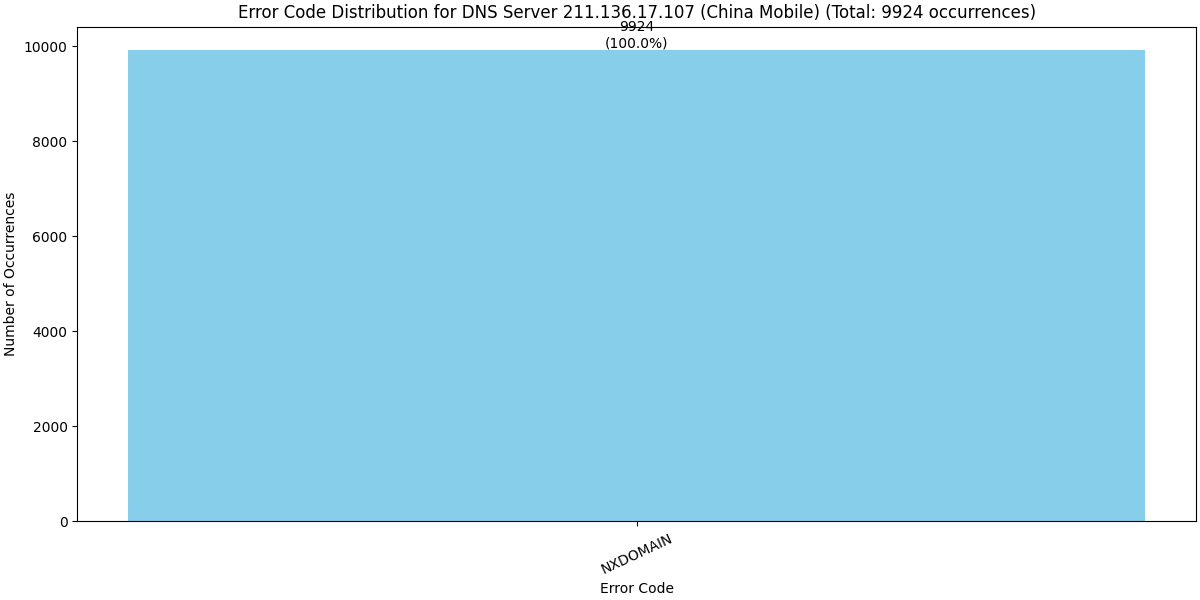 Error Code Distribution for DNS Server 211.136.17.107 (China Mobile) (Total: 9924 occurrences)
9924
(100.0%)
10000
8000
6000
4000
2000
0
Number of Occurrences
NXDOMAIN
Error Code